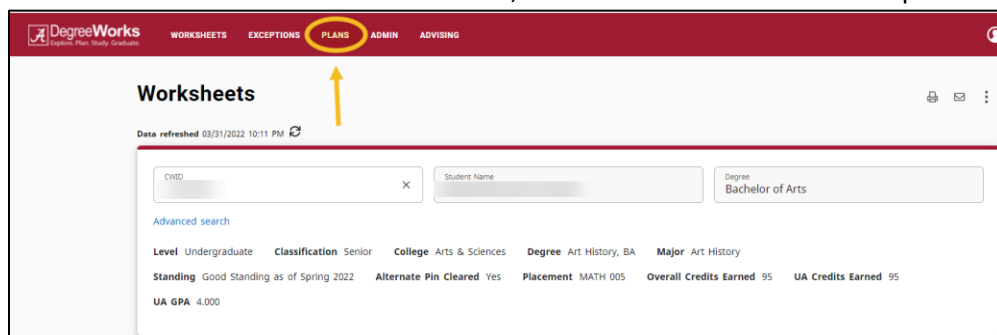 DegreeWorks WORKSHEETS EXCEPTIONS PLANS ADMIN ADVISING
Explore. Plan. Study. Graduate.
Worksheets
Data refreshed 03/31/2022 10:11 PM
CWID Student Name Degree
Bachelor of Arts
Advanced search
Level Undergraduate Classification Senior College Arts & Sciences Degree Art History, BA Major Art History
Standing Good Standing as of Spring 2022 Alternate Pin Cleared Yes Placement MATH 005 Overall Credits Earned 95 UA Credits Earned 95
UA GPA 4.000